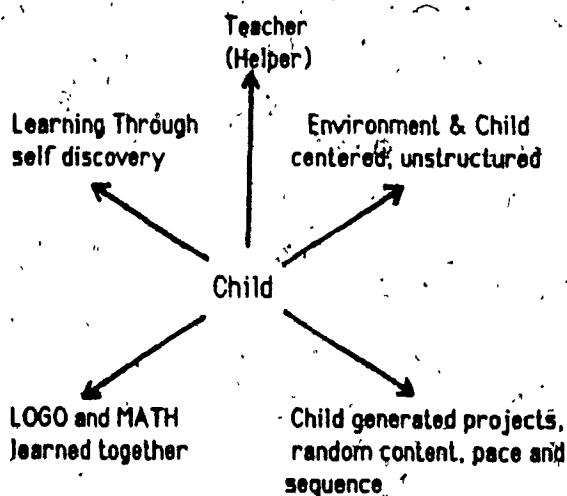 Teacher
(Helper)
Learning Through
self discovery
Environment & Child
centered, unstructured
Child
LOGO and MATH
learned together
Child generated projects,
random content, pace and
sequence